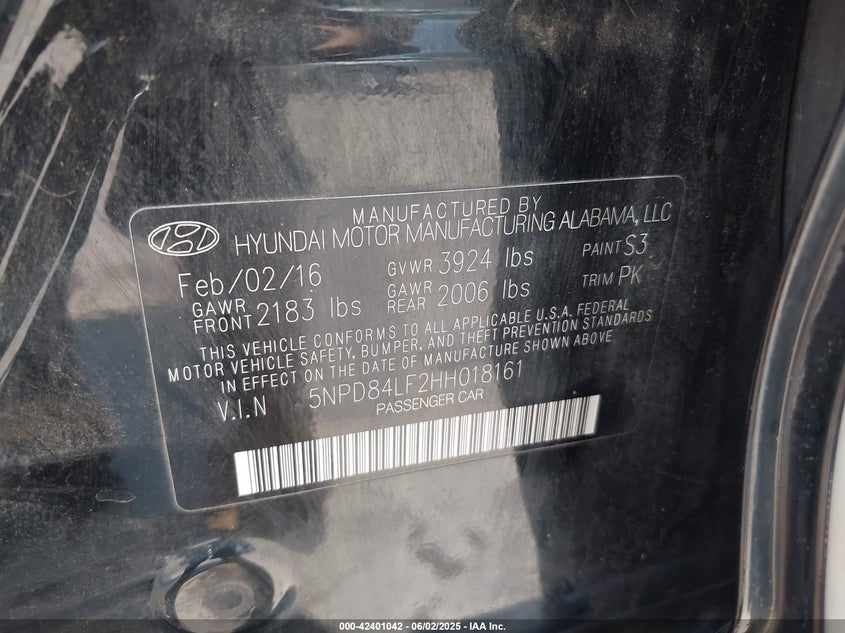 MANUFACTURED BY
HYUNDAI MOTOR MANUFACTURING ALABAMA, LLC
Feb/02/16 GVWR 3924 lbs PAINT S3
GAWR FRONT 2183 lbs GAWR REAR 2006 lbs TRIM PK
THIS VEHICLE CONFORMS TO ALL APPLICABLE U.S.A. FEDERAL
MOTOR VEHICLE SAFETY, BUMPER, AND THEFT PREVENTION STANDARDS
IN EFFECT ON THE DATE OF MANUFACTURE SHOWN ABOVE.
V.I.N 5NPD84LF2HH018161
PASSENGER CAR
000-42401042 - 06/02/2025 - IAA Inc.